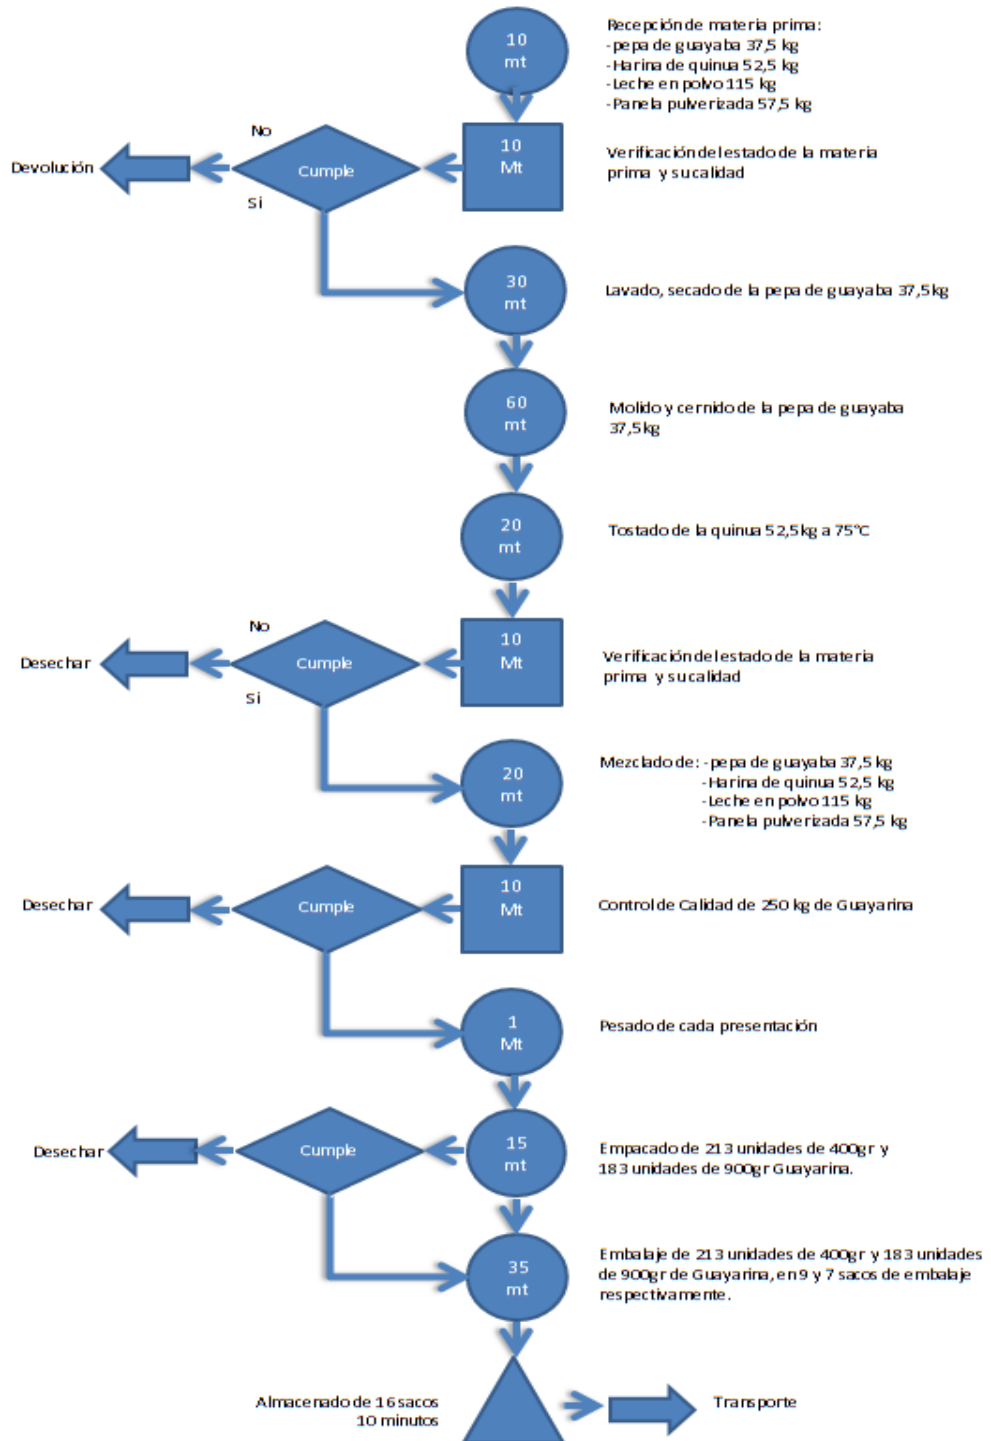 10
mt
Recepción de materia prima:
-pepa de guayaba 37,5 kg
-Harina de quinua 52,5 kg
-Leche en polvo 115 kg
-Panela pulverizada 57,5 kg
No
Devolución
Cumple
Si
10
Mt
Verificación del estado de la materia
prima y su calidad
30
mt
Lavado, secado de la pepa de guayaba 37,5kg
60
mt
Molido y cernido de la pepa de guayaba
37,5kg
20
mt
Tostado de la quinua 52,5kg a 75°C
No
Desechar
Cumple
Si
10
Mt
Verificación del estado de la materia
prima y su calidad
20
mt
Mezclado de: -pepa de guayaba 37,5 kg
-Harina de quinua 52,5 kg
-Leche en polvo 115 kg
-Panela pulverizada 57,5 kg
Desechar
Cumple
10
Mt
Control de Calidad de 250 kg de Guayarina
1
Mt
Pesado de cada presentación
Desechar
Cumple
15
mt
Empacado de 213 unidades de 400gr y
183 unidades de 900gr Guayarina.
35
mt
Embalaje de 213 unidades de 400gr y 183 unidades
de 900gr de Guayarina, en 9 y 7 sacos de embalaje
respectivamente.
Almacenado de 16 sacos
10 minutos
Transporte